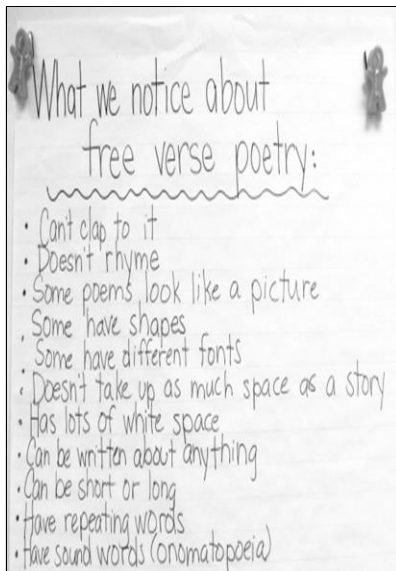 What we notice about
free verse poetry:
• Can't clap to it
• Doesn't rhyme
• Some poems look like a picture
• Some have shapes
• Some have different fonts
• Doesn't take up as much space as a story
• Has lots of white space
• Can be written about anything
• Can be short or long
• Have repeating words
• Have sound words (onomatopoeia)